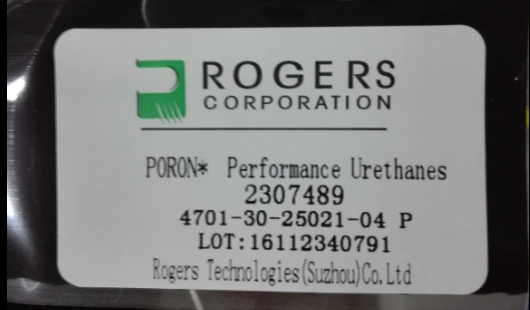 ROGERS
CORPORATION
PORON* Performance Urethanes
2307489
4701-30-25021-04 P
LOT:16112340791
Rogers Technologies(Suzhou)Co.Ltd